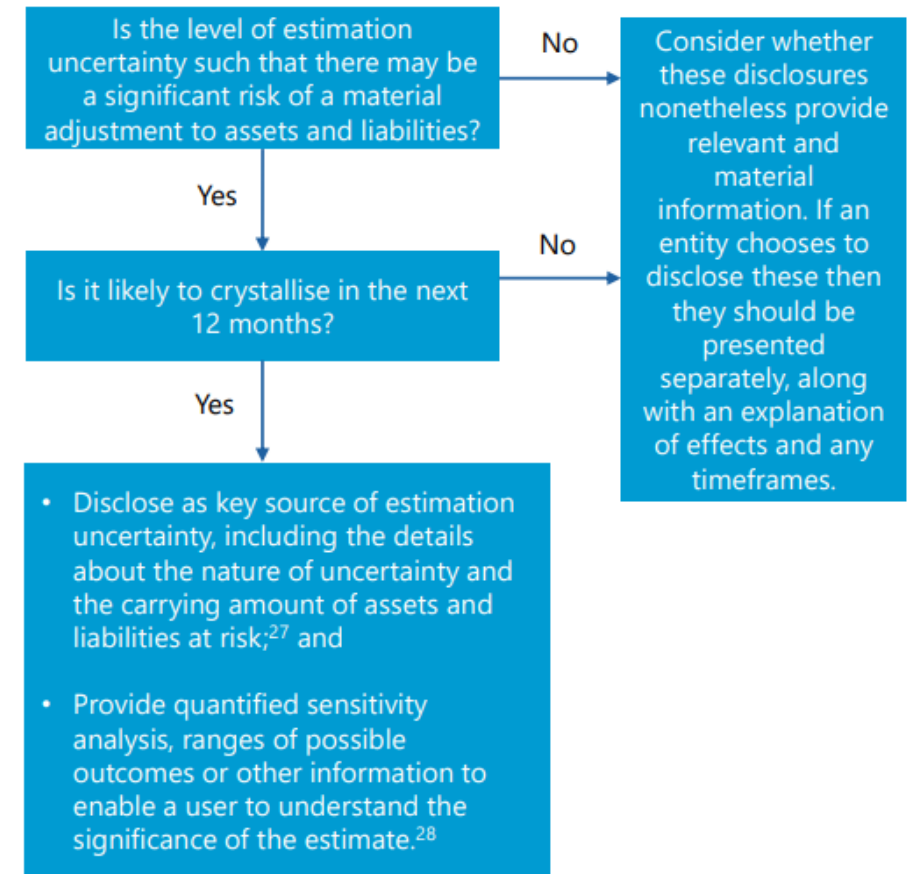 Is the level of estimation
uncertainty such that there may be
a significant risk of a material
adjustment to assets and liabilities?
No
Consider whether
these disclosures
nonetheless provide
relevant and
material
information. If an
entity chooses to
disclose these then
they should be
presented
separately, along
with an explanation
of effects and any
timeframes.
Yes
Is it likely to crystallise in the next
12 months?
No
Yes
• Disclose as key source of estimation
uncertainty, including the details
about the nature of uncertainty and
the carrying amount of assets and
liabilities at risk;27 and
• Provide quantified sensitivity
analysis, ranges of possible
outcomes or other information to
enable a user to understand the
significance of the estimate.28